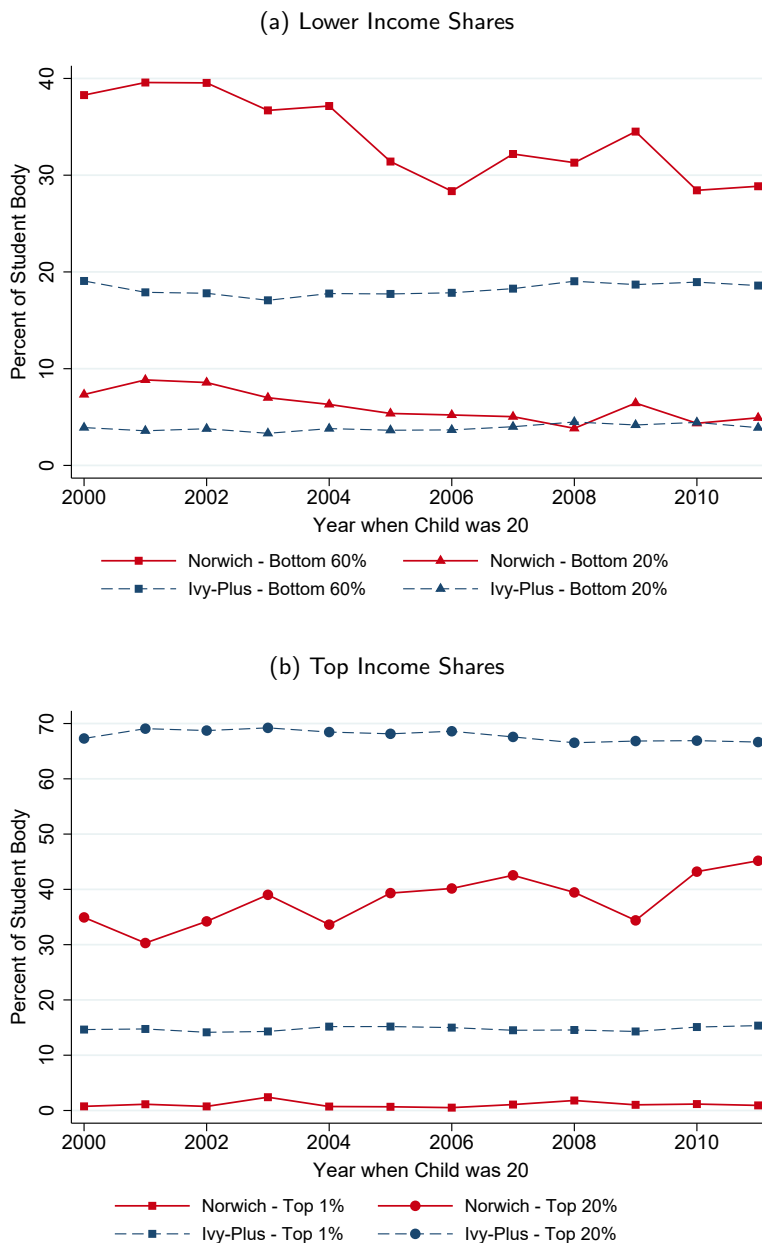 (a) Lower Income Shares
Percent of Student Body
40
30
20
10
0
2000 2002 2004 2006 2008 2010
Year when Child was 20
Norwich - Bottom 60% Norwich - Bottom 20%
Ivy-Plus - Bottom 60% Ivy-Plus - Bottom 20%
(b) Top Income Shares
Percent of Student Body
70
60
50
40
30
20
10
0
2000 2002 2004 2006 2008 2010
Year when Child was 20
Norwich - Top 1% Norwich - Top 20%
Ivy-Plus - Top 1% Ivy-Plus - Top 20%